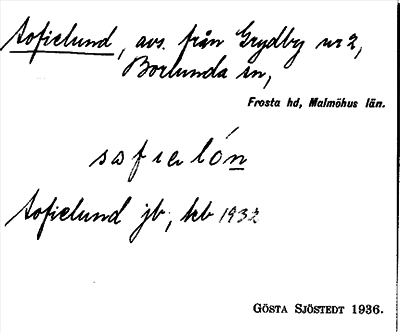 Sofielund, avs. från Grydby nr 2,
Borlunda sn,
Frosta hd, Malmöhus län.
sofielón
Sofielund jb, kb 1932
GÖSTA SJÖSTEDT 1936.